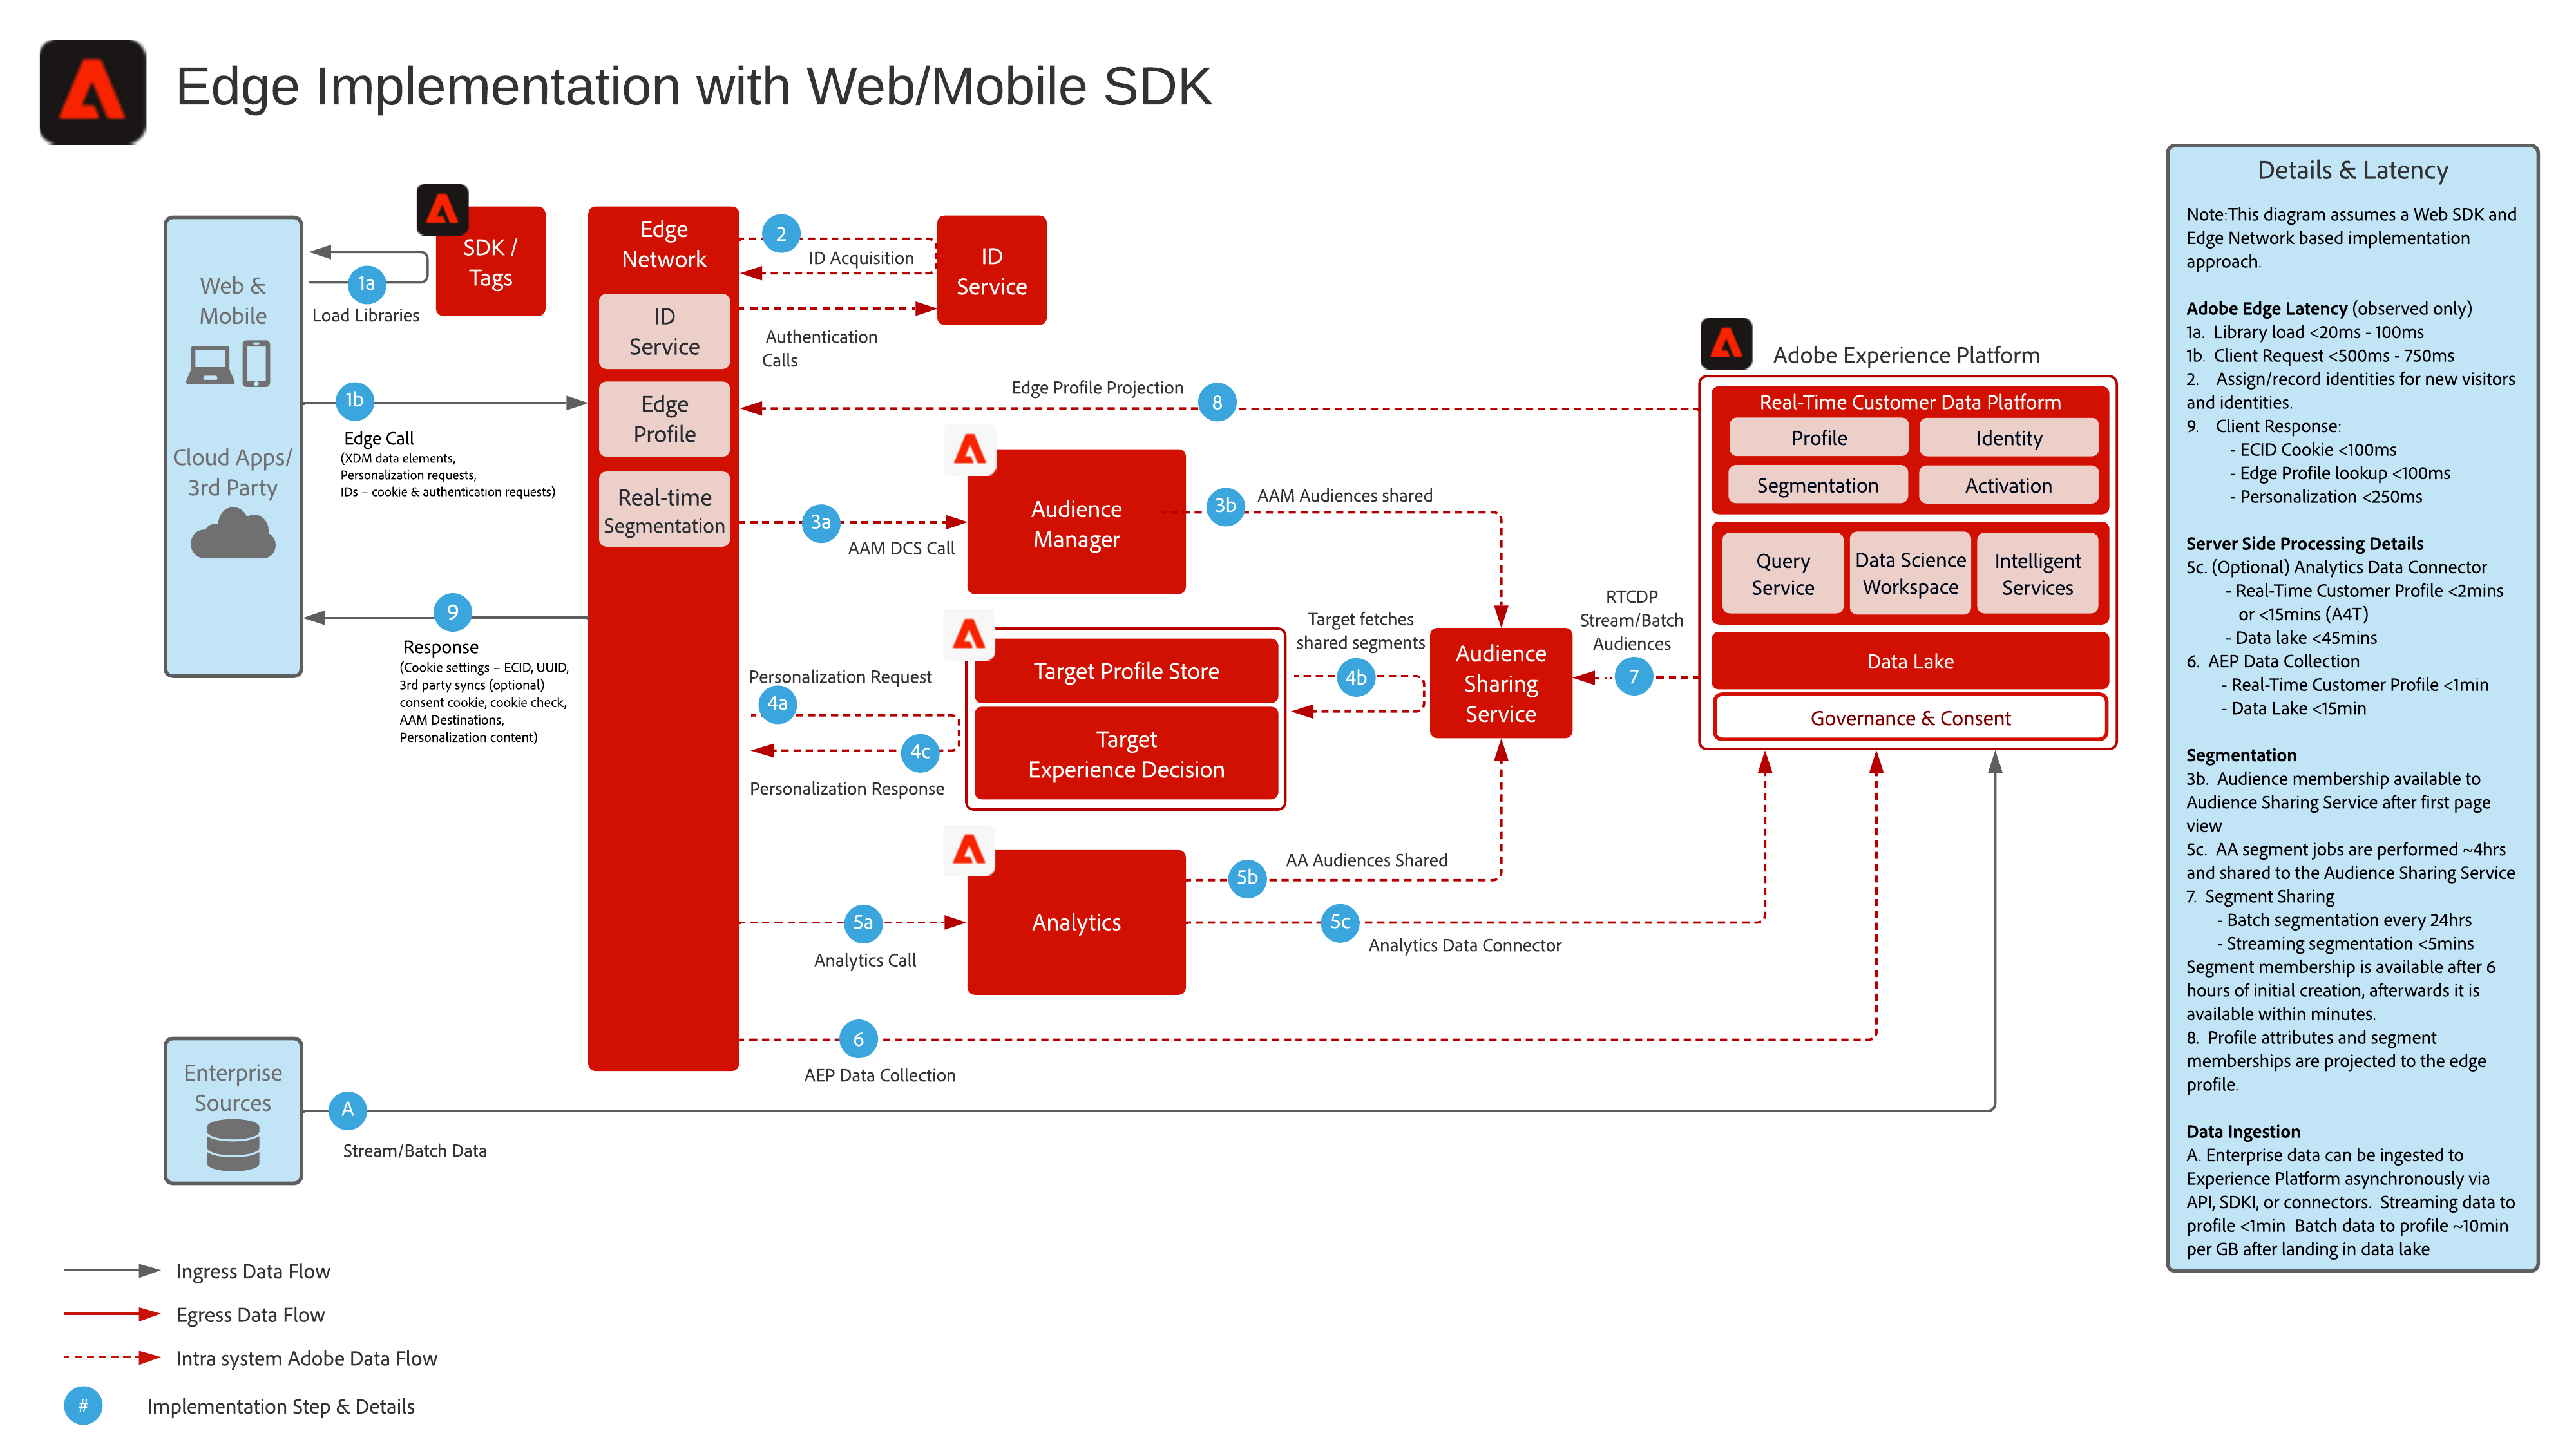 Edge Implementation with Web/Mobile SDK
Web &
Mobile
Cloud Apps/
3rd Party
SDK /
Tags
1a
Load Libraries
1b
Edge Call
(XDM data elements,
Personalization requests,
IDs – cookie & authentication requests)
9
Response
(Cookie settings – ECID, UUID,
3rd party syncs (optional)
consent cookie, cookie check,
AAM Destinations,
Personalization content)
Edge
Network
ID
Service
Edge
Profile
Real-time
Segmentation
2
ID Acquisition
Authentication
Calls
ID
Service
Edge Profile Projection
8
3a
AAM DCS Call
Audience
Manager
3b
AAM Audiences shared
Personalization Request
4a
4c
Personalization Response
Target Profile Store
Target
Experience Decision
Target fetches
shared segments
4b
Audience
Sharing
Service
RTCDP
Stream/Batch
Audiences
7
5a
Analytics Call
Analytics
5b
AA Audiences Shared
5c
Analytics Data Connector
6
AEP Data Collection
Enterprise
Sources
A
Stream/Batch Data
Adobe Experience Platform
Real-Time Customer Data Platform
Profile
Identity
Segmentation
Activation
Query
Service
Data Science
Workspace
Intelligent
Services
Data Lake
Governance & Consent
Details & Latency
Note:This diagram assumes a Web SDK and
Edge Network based implementation
approach.
Adobe Edge Latency (observed only)
1a. Library load <20ms - 100ms
1b. Client Request <500ms - 750ms
2. Assign/record identities for new visitors
and identities.
9. Client Response:
- ECID Cookie <100ms
- Edge Profile lookup <100ms
- Personalization <250ms
Server Side Processing Details
5c. (Optional) Analytics Data Connector
- Real-Time Customer Profile <2mins
or <15mins (A4T)
- Data lake <45mins
6. AEP Data Collection
- Real-Time Customer Profile <1min
- Data Lake <15min
Segmentation
3b. Audience membership available to
Audience Sharing Service after first page
view
5c. AA segment jobs are performed ~4hrs
and shared to the Audience Sharing Service
7. Segment Sharing
- Batch segmentation every 24hrs
- Streaming segmentation <5mins
Segment membership is available after 6
hours of initial creation, afterwards it is
available within minutes.
8. Profile attributes and segment
memberships are projected to the edge
profile.
Data Ingestion
A. Enterprise data can be ingested to
Experience Platform asynchronously via
API, SDKI, or connectors. Streaming data to
profile <1min Batch data to profile ~10min
per GB after landing in data lake
Ingress Data Flow
Egress Data Flow
Intra system Adobe Data Flow
# Implementation Step & Details